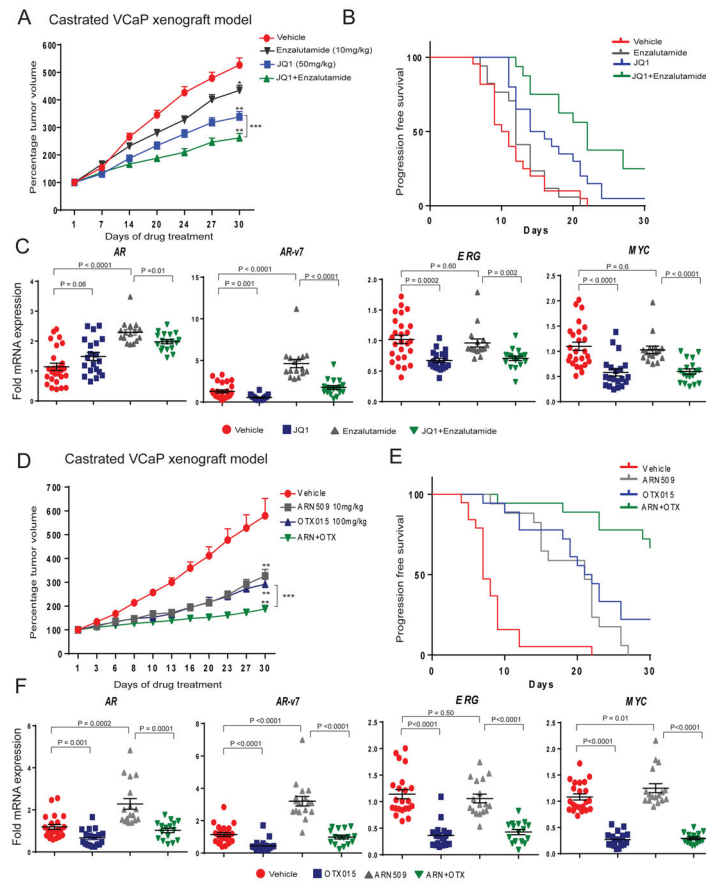 A Castrated VCaP xenograft model
Percentage tumor volume
600
500
400
300
200
100
0
Vehicle
Enzalutamide (10mg/kg)
JQ1 (50mg/kg)
JQ1+Enzalutamide
*
**
**
***
1 7 14 20 24 27 30
Days of drug treatment
B
Progression free survival
100
50
0
Vehicle
Enzalutamide
JQ1
JQ1+Enzalutamide
0 10 20 30
Days
C
Fold mRNA expression
AR
P < 0.0001
P = 0.06
P =0.01
4
3
2
1
0
AR-v7
P < 0.0001
P = 0.001
P <0.0001
15
10
5
0
ERG
P = 0.60
P = 0.0002
P = 0.002
2.0
1.5
1.0
0.5
0.0
MYC
P = 0.6
P <0.0001
P <0.0001
2.5
2.0
1.5
1.0
0.5
0.0
Vehicle JQ1 Enzalutamide JQ1+Enzalutamide
D Castrated VCaP xenograft model
Percentage tumor volume
700
600
500
400
300
200
100
0
Vehicle
ARN509 10mg/kg
OTX015 100mg/kg
ARN+OTX
**
**
**
***
1 3 6 8 10 13 16 20 23 27 30
Days of drug treatment
E
Progression free survival
100
50
0
Vehicle
ARN509
OTX015
ARN+OTX
0 10 20 30
Days
F
Fold mRNA expression
AR
P = 0.0002
P = 0.001
P = 0.0001
6
4
2
0
AR-v7
P <0.0001
P <0.0001
P <0.0001
8
6
4
2
0
ERG
P = 0.50
P<0.0001
P<0.0001
2.5
2.0
1.5
1.0
0.5
0.0
MYC
P = 0.01
P<0.0001
P<0.0001
2.5
2.0
1.5
1.0
0.5
0.0
Vehicle OTX015 ARN509 ARN+OTX